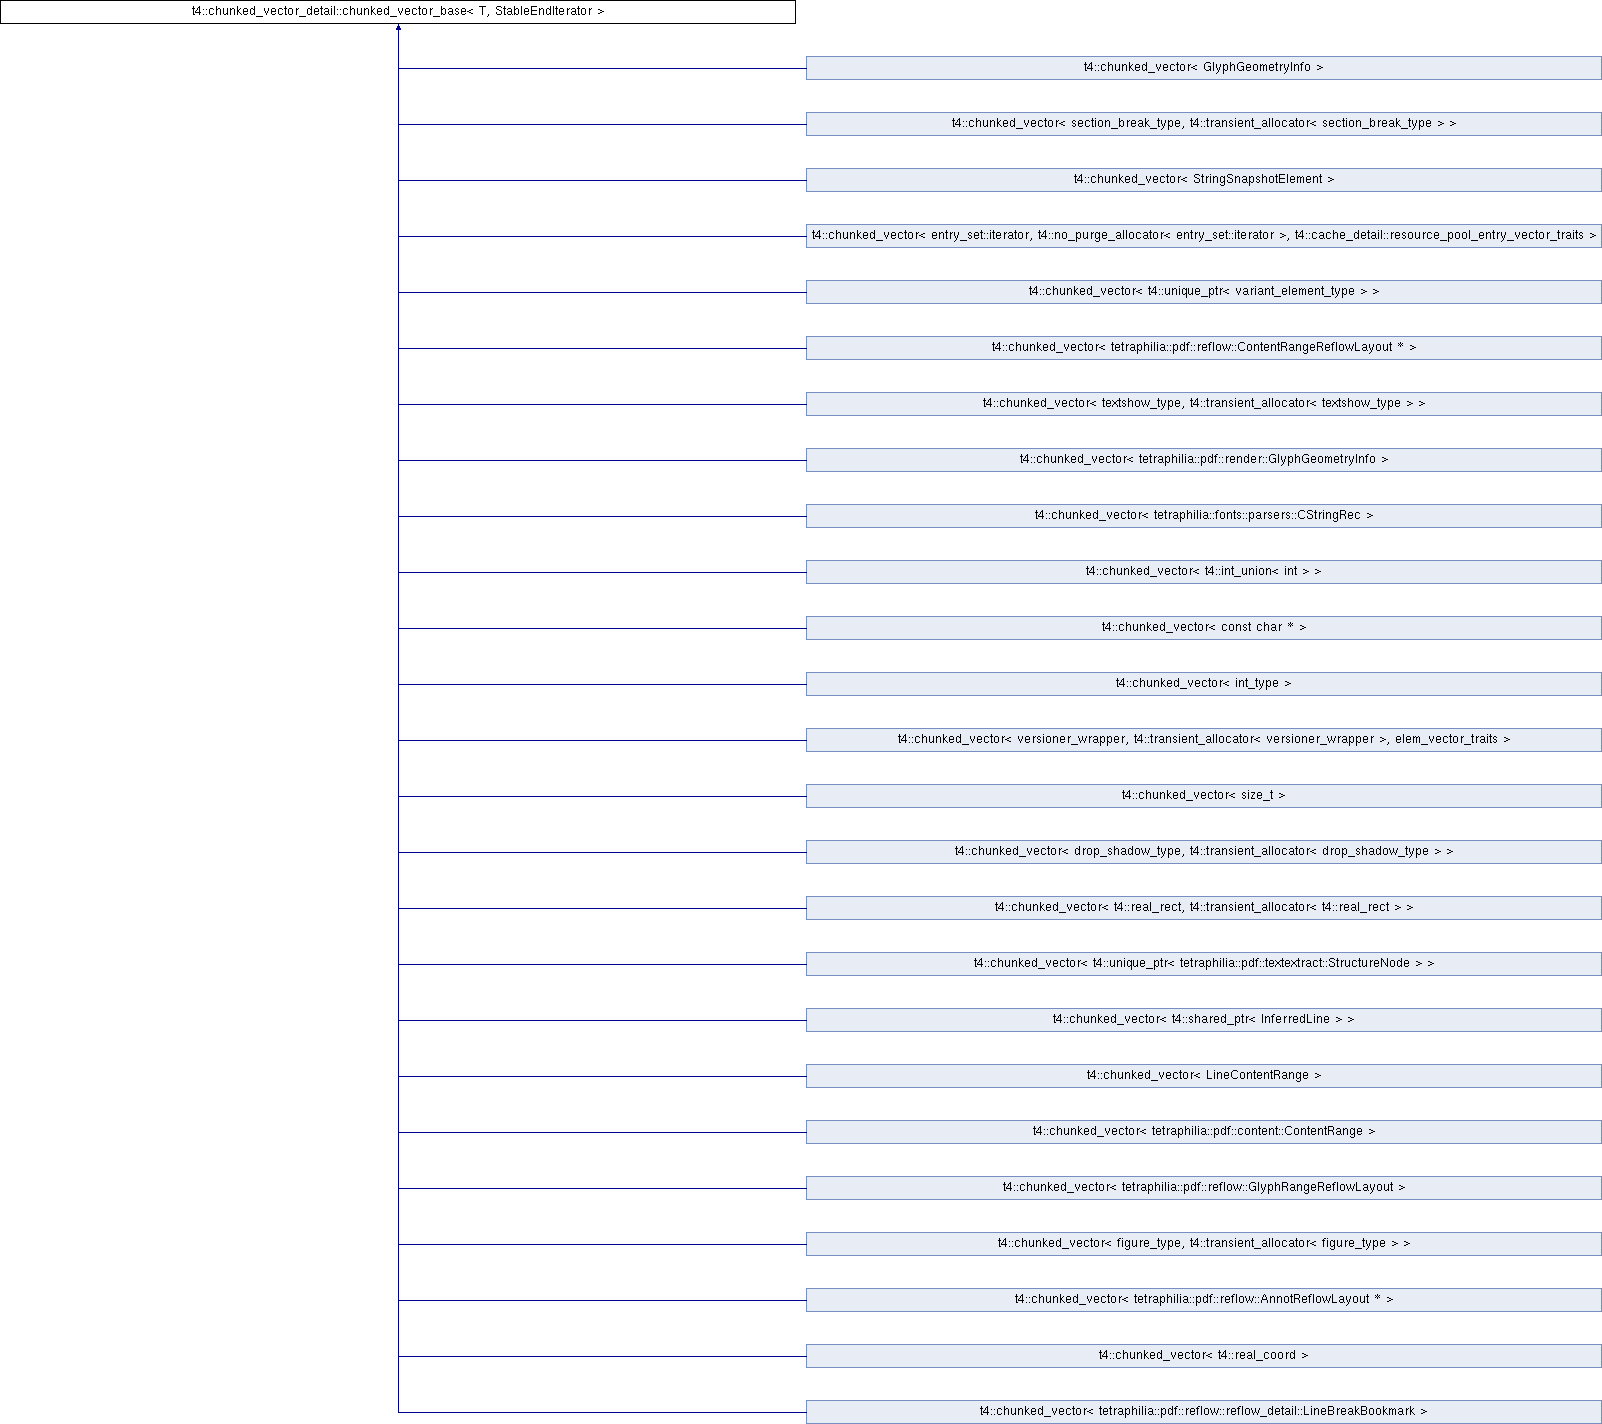 t4::chunked_vector_detail::chunked_vector_base< T, StableEndIterator >
t4::chunked_vector< GlyphGeometryInfo >
t4::chunked_vector< section_break_type, t4::transient_allocator< section_break_type > >
t4::chunked_vector< StringSnapshotElement >
t4::chunked_vector< entry_set::iterator, t4::no_purge_allocator< entry_set::iterator >, t4::cache_detail::resource_pool_entry_vector_traits >
t4::chunked_vector< t4::unique_ptr< variant_element_type > >
t4::chunked_vector< tetraphilia::pdf::reflow::ContentRangeReflowLayout * >
t4::chunked_vector< textshow_type, t4::transient_allocator< textshow_type > >
t4::chunked_vector< tetraphilia::pdf::render::GlyphGeometryInfo >
t4::chunked_vector< tetraphilia::fonts::parsers::CStringRec >
t4::chunked_vector< t4::int_union< int > >
t4::chunked_vector< const char * >
t4::chunked_vector< int_type >
t4::chunked_vector< versioner_wrapper, t4::transient_allocator< versioner_wrapper >, elem_vector_traits >
t4::chunked_vector< size_t >
t4::chunked_vector< drop_shadow_type, t4::transient_allocator< drop_shadow_type > >
t4::chunked_vector< t4::real_rect, t4::transient_allocator< t4::real_rect > >
t4::chunked_vector< t4::unique_ptr< tetraphilia::pdf::textextract::StructureNode > >
t4::chunked_vector< t4::shared_ptr< InferredLine > >
t4::chunked_vector< LineContentRange >
t4::chunked_vector< tetraphilia::pdf::content::ContentRange >
t4::chunked_vector< tetraphilia::pdf::reflow::GlyphRangeReflowLayout >
t4::chunked_vector< figure_type, t4::transient_allocator< figure_type > >
t4::chunked_vector< tetraphilia::pdf::reflow::AnnotReflowLayout * >
t4::chunked_vector< t4::real_coord >
t4::chunked_vector< tetraphilia::pdf::reflow::reflow_detail::LineBreakBookmark >